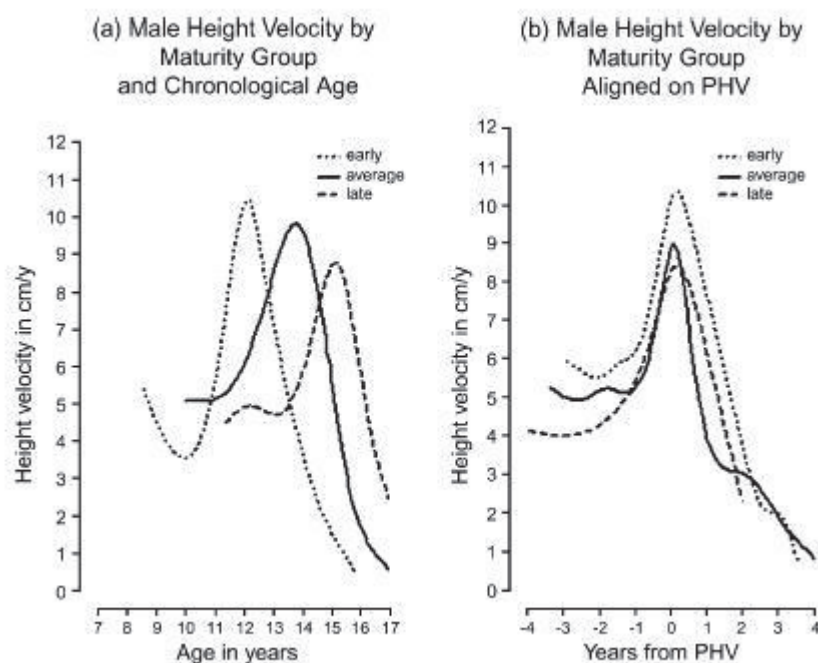 (a) Male Height Velocity by
Maturity Group
and Chronological Age
12
11
10
9
8
7
6
5
4
3
2
1
0
Height velocity in cm/y
early
average
late
7 8 9 10 11 12 13 14 15 16 17
Age in years
(b) Male Height Velocity by
Maturity Group
Aligned on PHV
12
11
10
9
8
7
6
5
4
3
2
1
0
Height velocity in cm/y
early
average
late
-4 -3 -2 -1 0 1 2 3 4
Years from PHV